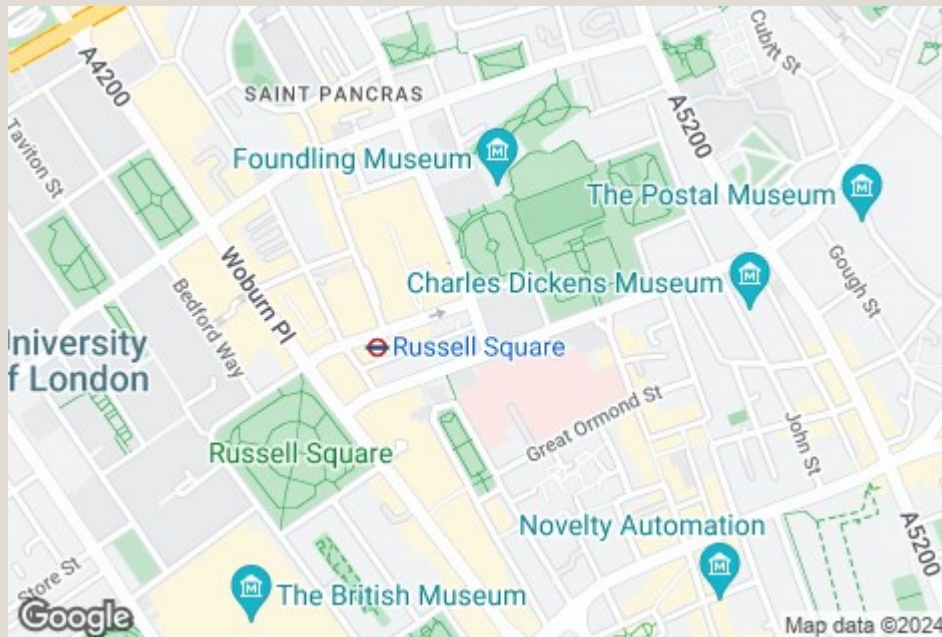 A4200
Cubitt St
SAINT PANCRAS
A5200
Taviton St
Foundling Museum
The Postal Museum
Woburn Pl
Bedford Way
Charles Dickens Museum
Gough St
Russell Square
University
of London
Great Ormond St
John St
Russell Square
Novelty Automation
A5200
Store St
The British Museum
Google
Map data ©2024